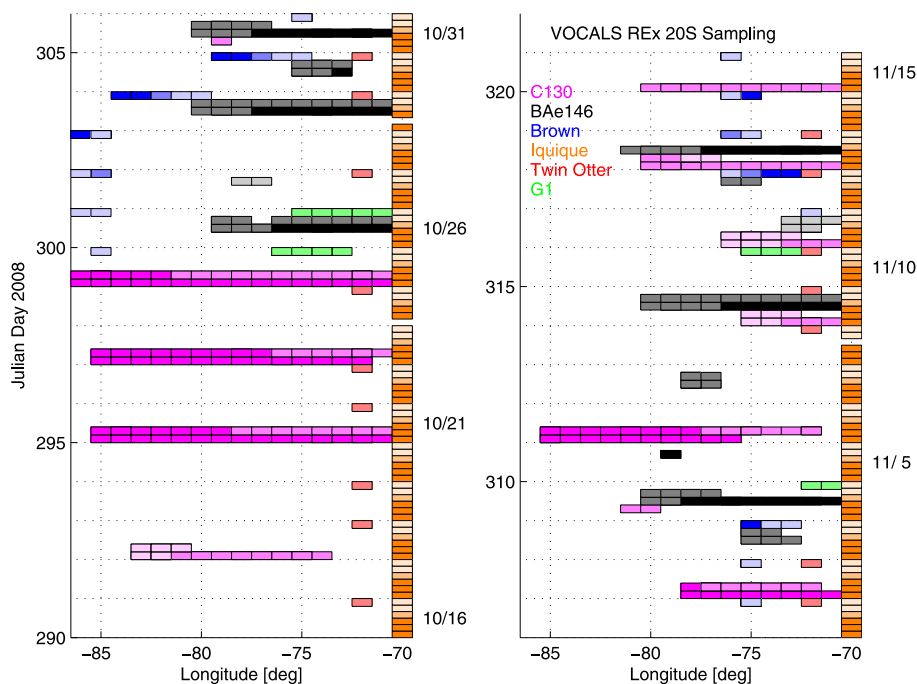 VOCALS REx 20S Sampling
305
300
295
290
Julian Day 2008
10/31
10/26
10/21
10/16
−85
−80
−75
−70
Longitude [deg]
320
315
310
C130
BAe146
Brown
Iquique
Twin Otter
G1
11/15
11/10
11/ 5
−85
−80
−75
−70
Longitude [deg]